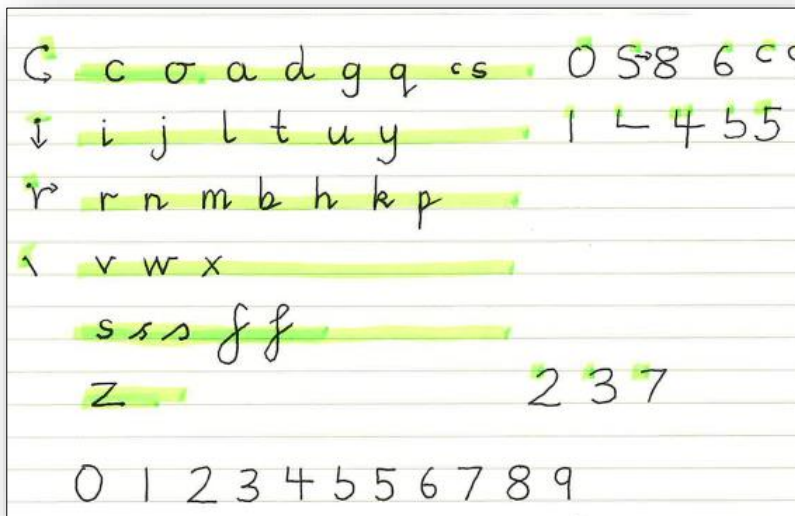 c o a d g q cs 0 S 8 6 c c
i j l t u y 1 L 4 5 5
r n m b h k p
v w x
s s s f f
z 2 3 7
0 1 2 3 4 5 5 6 7 8 9